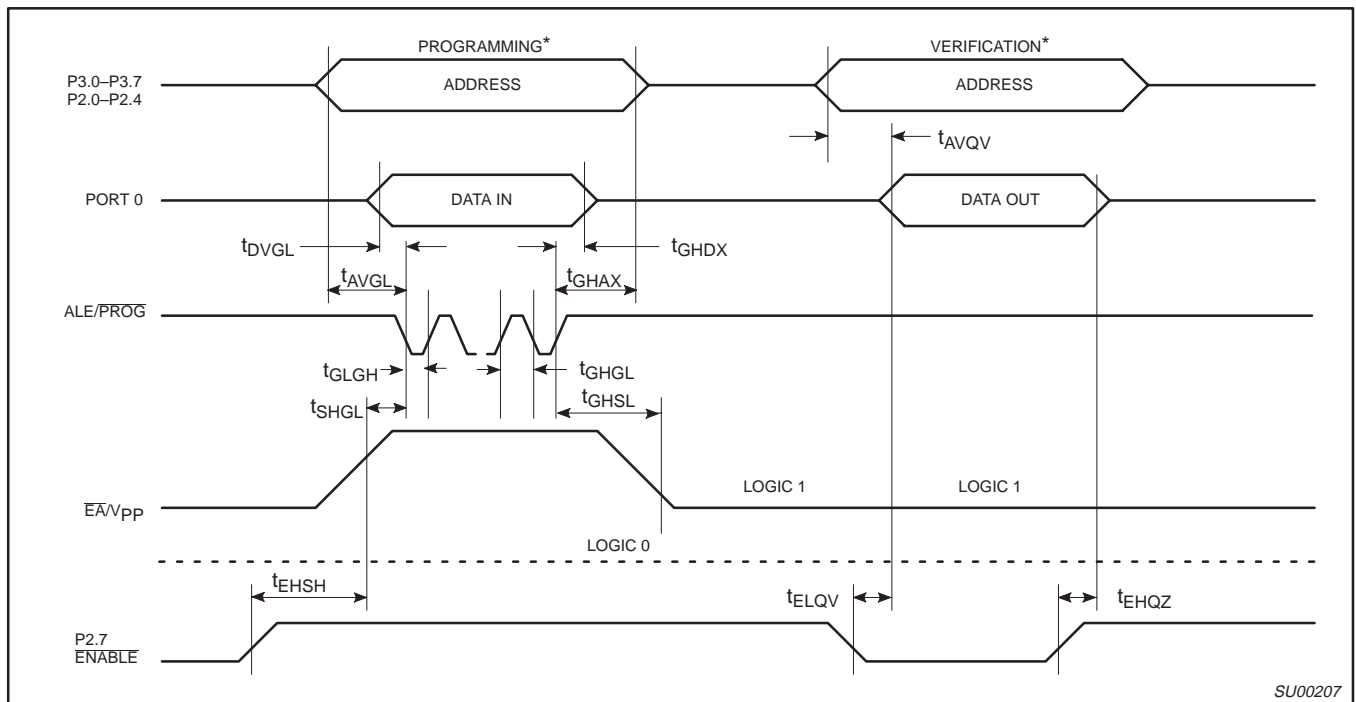 PROGRAMMING*
VERIFICATION*
P3.0–P3.7
P2.0–P2.4
ADDRESS
ADDRESS
tAVQV
PORT 0
DATA IN
DATA OUT
tDVGL
tGHDX
tAVGL
tGHAX
ALE/PROG
tGLGH
tGHGL
tSHGL
tGHSL
LOGIC 1
LOGIC 1
EA/VPP
LOGIC 0
tEHSH
tELQV
tEHQZ
P2.7
ENABLE
SU00207